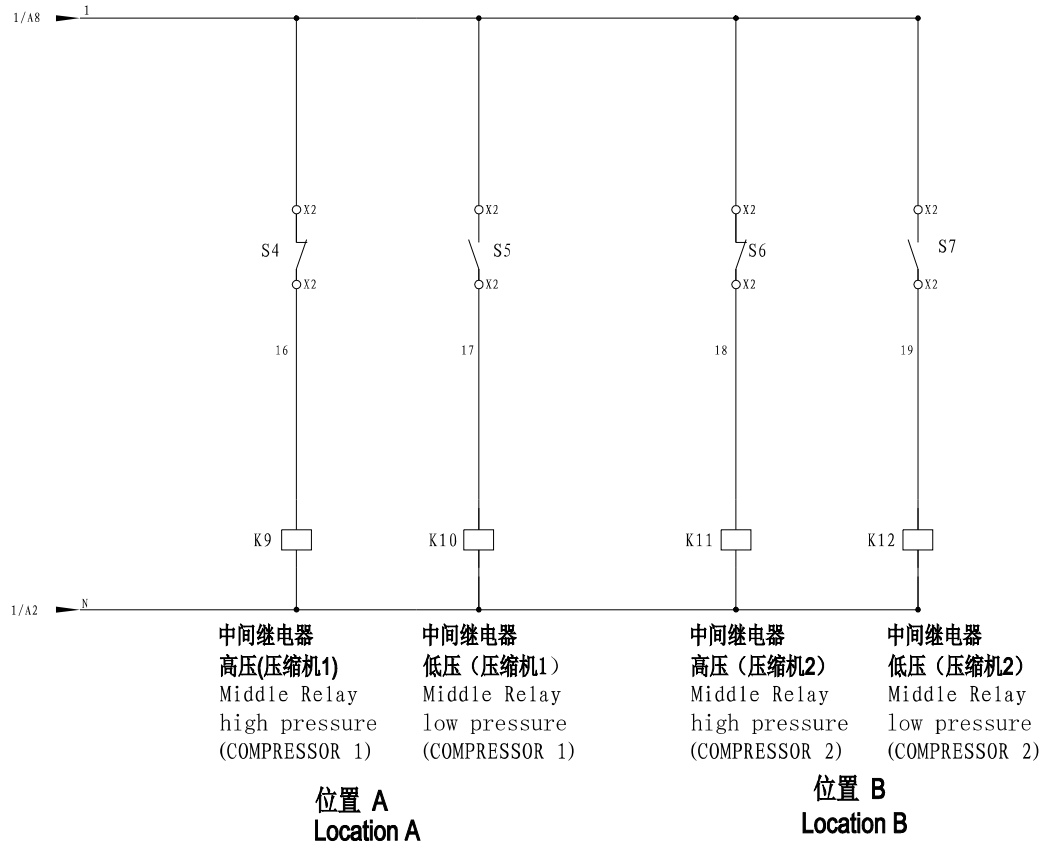 1/A8
1
X2
X2
X2
X2
S4
S5
S6
S7
X2
X2
X2
X2
16
17
18
19
K9
K10
K11
K12
1/A2
N
中间继电器
高压(压缩机1)
Middle Relay
high pressure
(COMPRESSOR 1)
中间继电器
低压（压缩机1）
Middle Relay
low pressure
(COMPRESSOR 1)
中间继电器
高压（压缩机2）
Middle Relay
high pressure
(COMPRESSOR 2)
中间继电器
低压（压缩机2）
Middle Relay
low pressure
(COMPRESSOR 2)
位置 A
Location A
位置 B
Location B